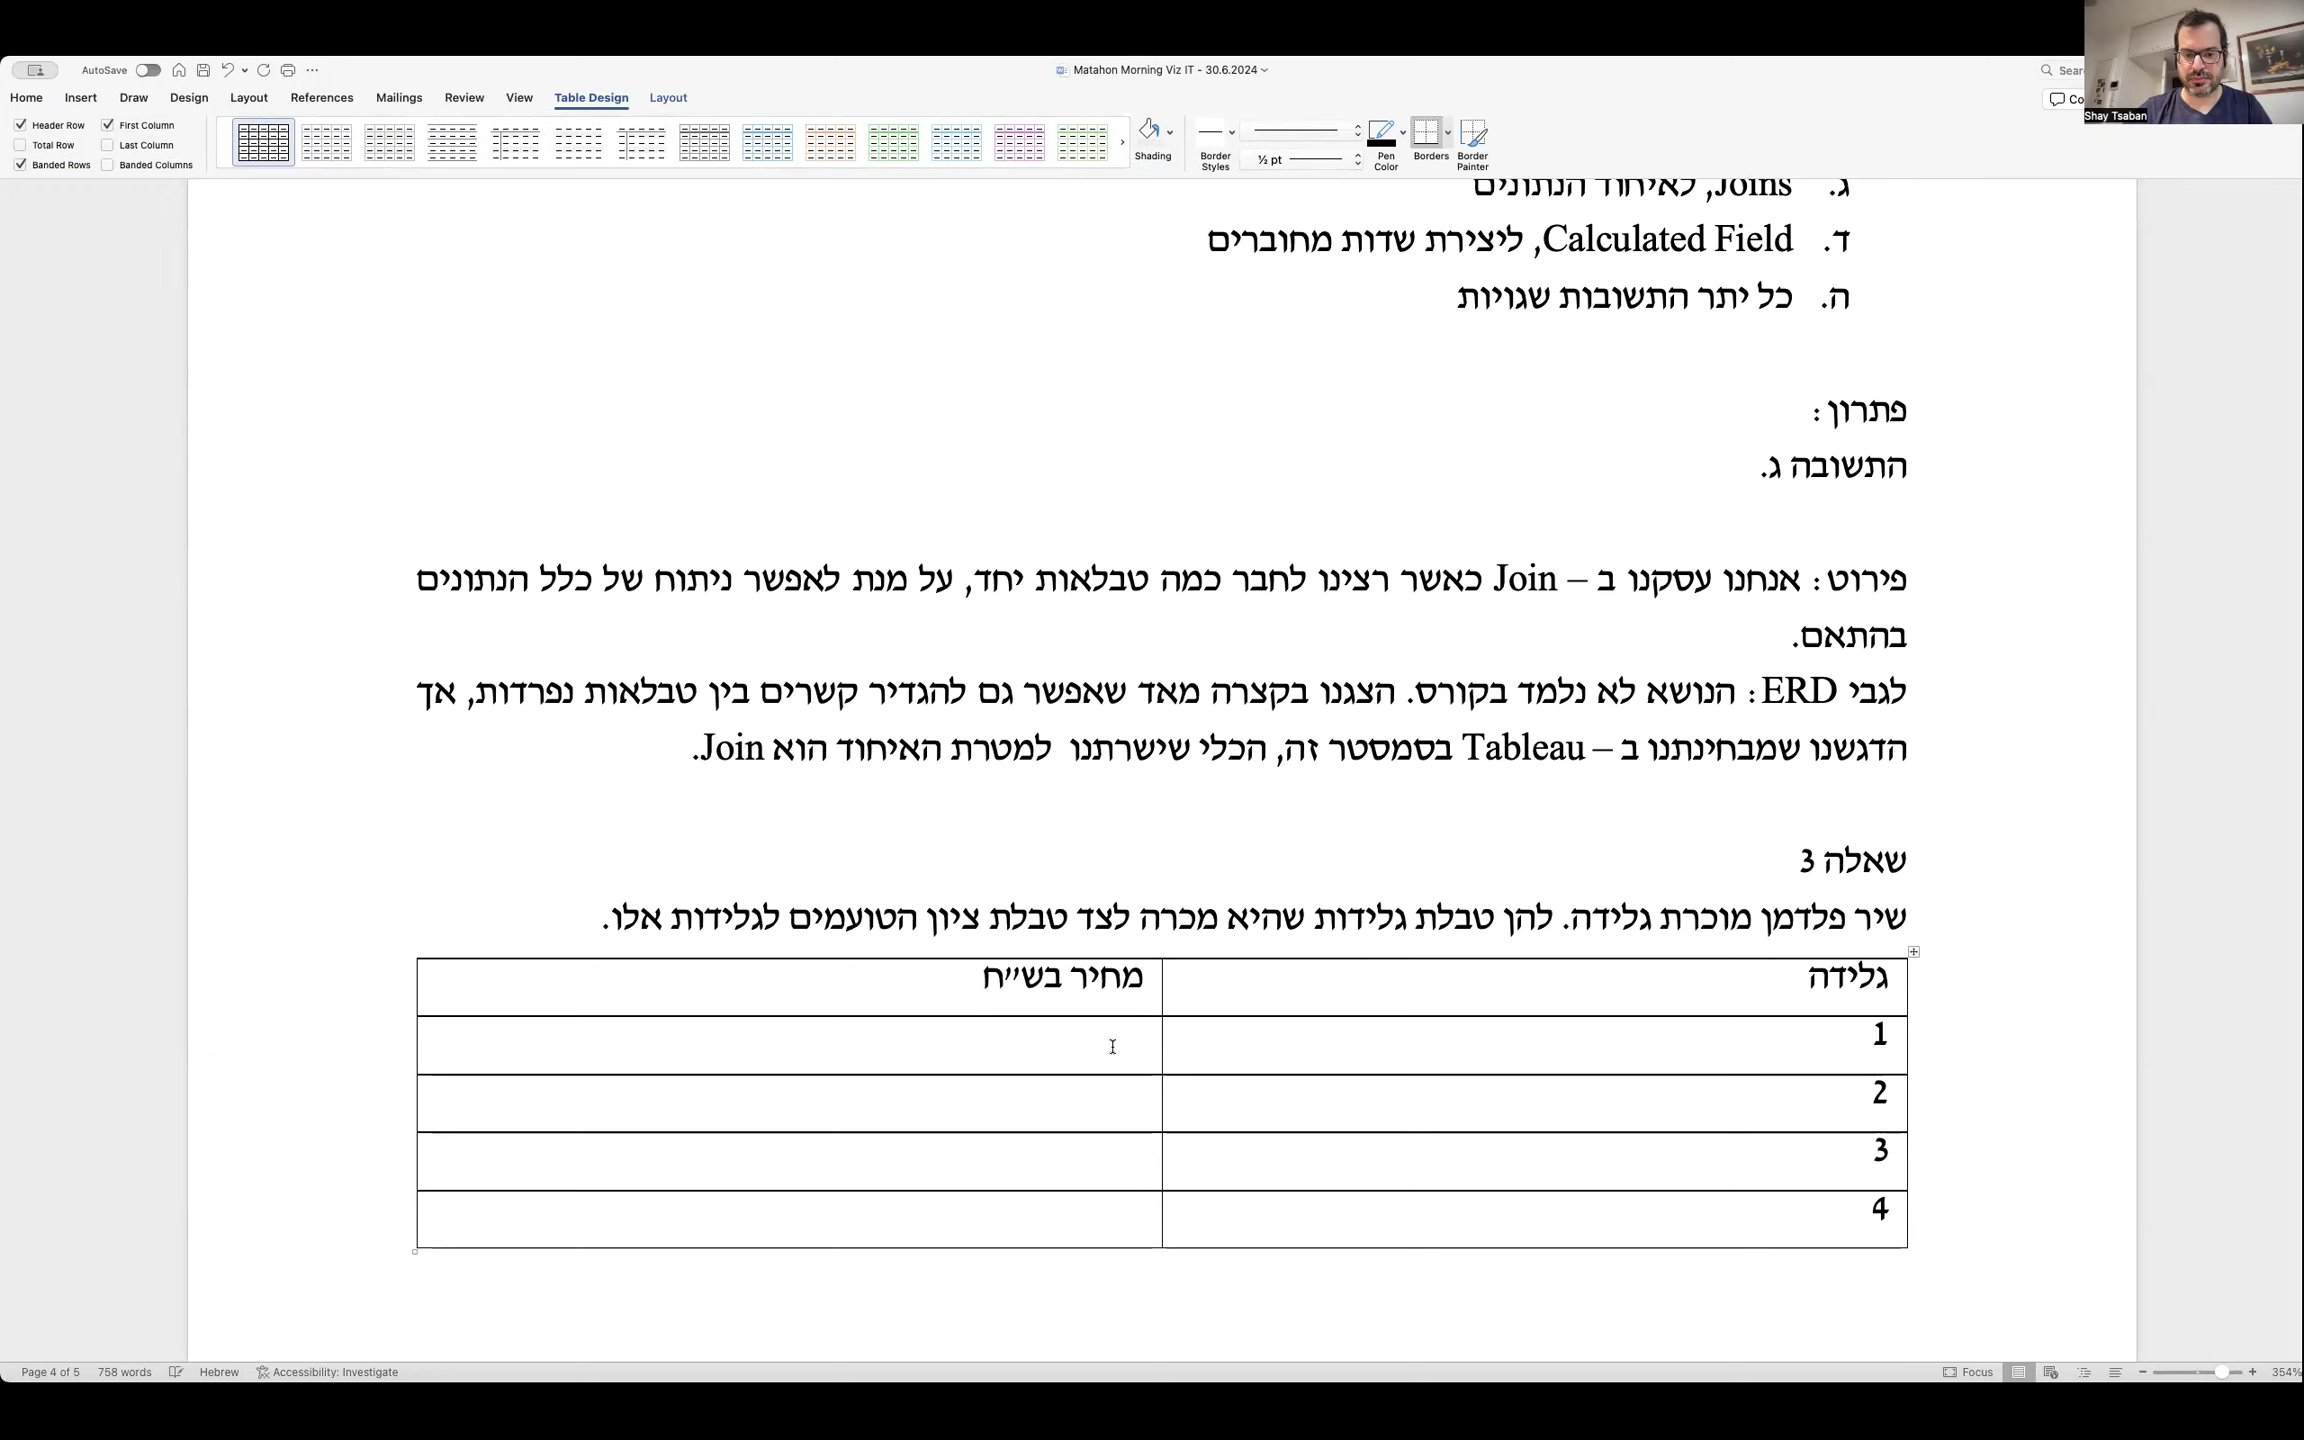 AutoSave
Matahon Morning Viz IT - 30.6.2024
Shay Tsaban
Home Insert Draw Design Layout References Mailings Review View Table Design Layout
Header Row First Column
Total Row Last Column
Banded Rows Banded Columns
Shading
Border Styles
½ pt
Pen Color
Borders
Border Painter
ג. Joins, לאיחוד הנתונים
ד. Calculated Field, ליצירת שדות מחוברים
ה. כל יתר התשובות שגויות
פתרון:
התשובה ג.
פירוט: אנחנו עסקנו ב – Join כאשר רצינו לחבר כמה טבלאות יחד, על מנת לאפשר ניתוח של כלל הנתונים
בהתאם.
לגבי ERD: הנושא לא נלמד בקורס. הצגנו בקצרה מאד שאפשר גם להגדיר קשרים בין טבלאות נפרדות, אך
הדגשנו שמבחינתנו ב – Tableau בסמסטר זה, הכלי שישרתנו למטרת האיחוד הוא Join.
שאלה 3
שיר פלדמן מוכרת גלידה. להן טבלת גלידות שהיא מכרה לצד טבלת ציון הטועמים לגלידות אלו.
גלידה מחיר בש״ח
1
2
3
4
Page 4 of 5 758 words Hebrew Accessibility: Investigate Focus 354%